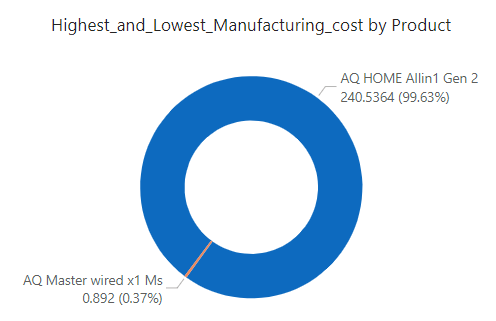 Highest_and_Lowest_Manufacturing_cost by Product
AQ HOME Allin1 Gen 2
240.5364 (99.63%)
AQ Master wired x1 Ms
0.892 (0.37%)